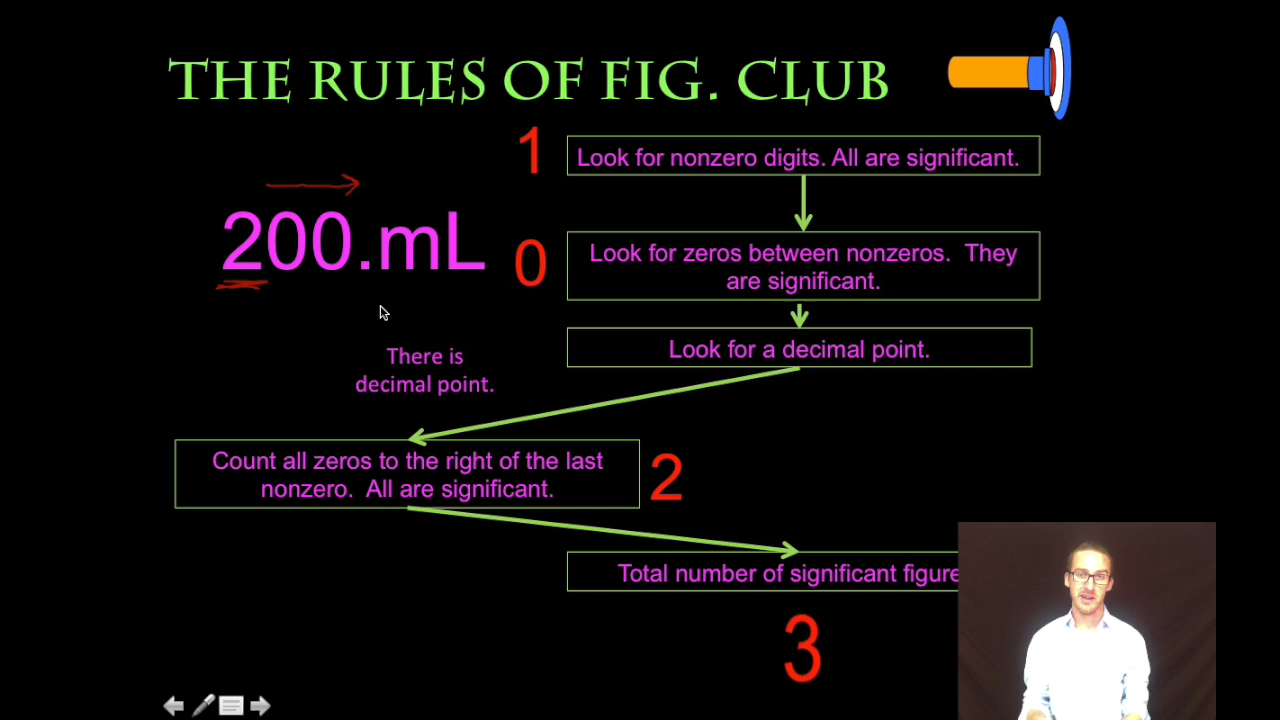 THE RULES OF FIG. CLUB
1
Look for nonzero digits. All are significant.
200.mL
0
Look for zeros between nonzeros.  They
are significant.
Look for a decimal point.
There is
decimal point.
Count all zeros to the right of the last
nonzero.  All are significant.
2
Total number of significant figure
3